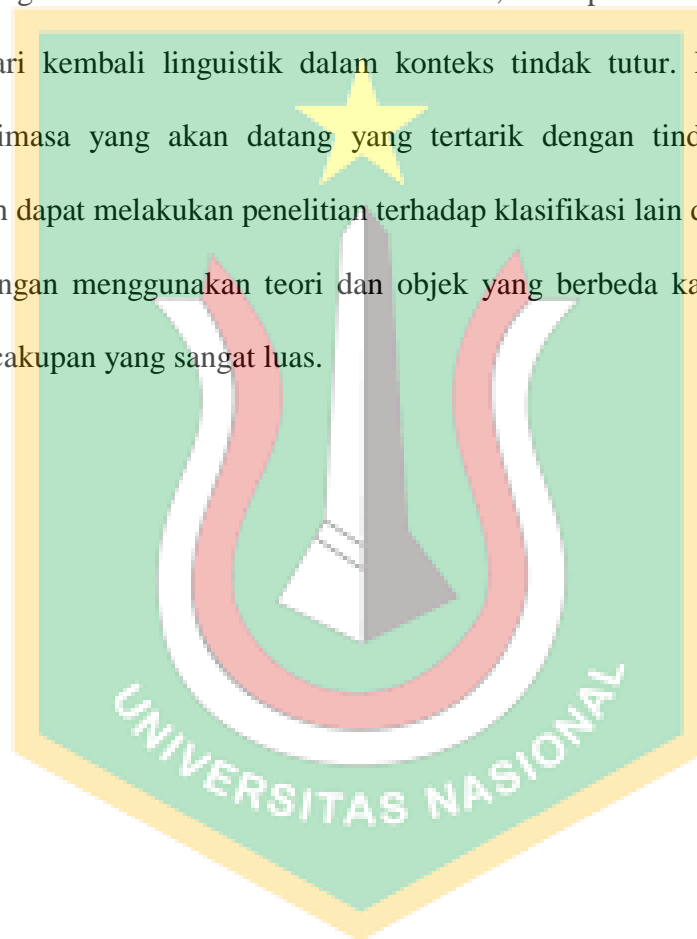 ari kembali linguistik dalam konteks tindak tutur.
imasa yang akan datang yang tertarik dengan tind
n dapat melakukan penelitian terhadap klasifikasi lain d
ngan menggunakan teori dan objek yang berbeda ka
cakupan yang sangat luas.
UNIVERSITAS NASIONAL